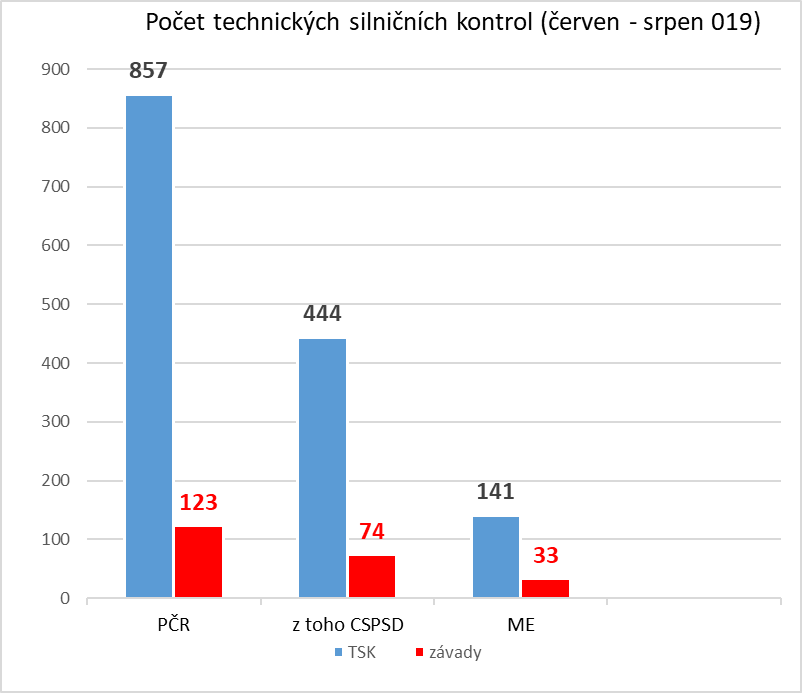 Počet technických silničních kontrol (červen - srpen 019)
900
800
700
600
500
400
300
200
100
0
857
123
444
74
141
33
PČR
z toho CSPSD
ME
TSK
závady